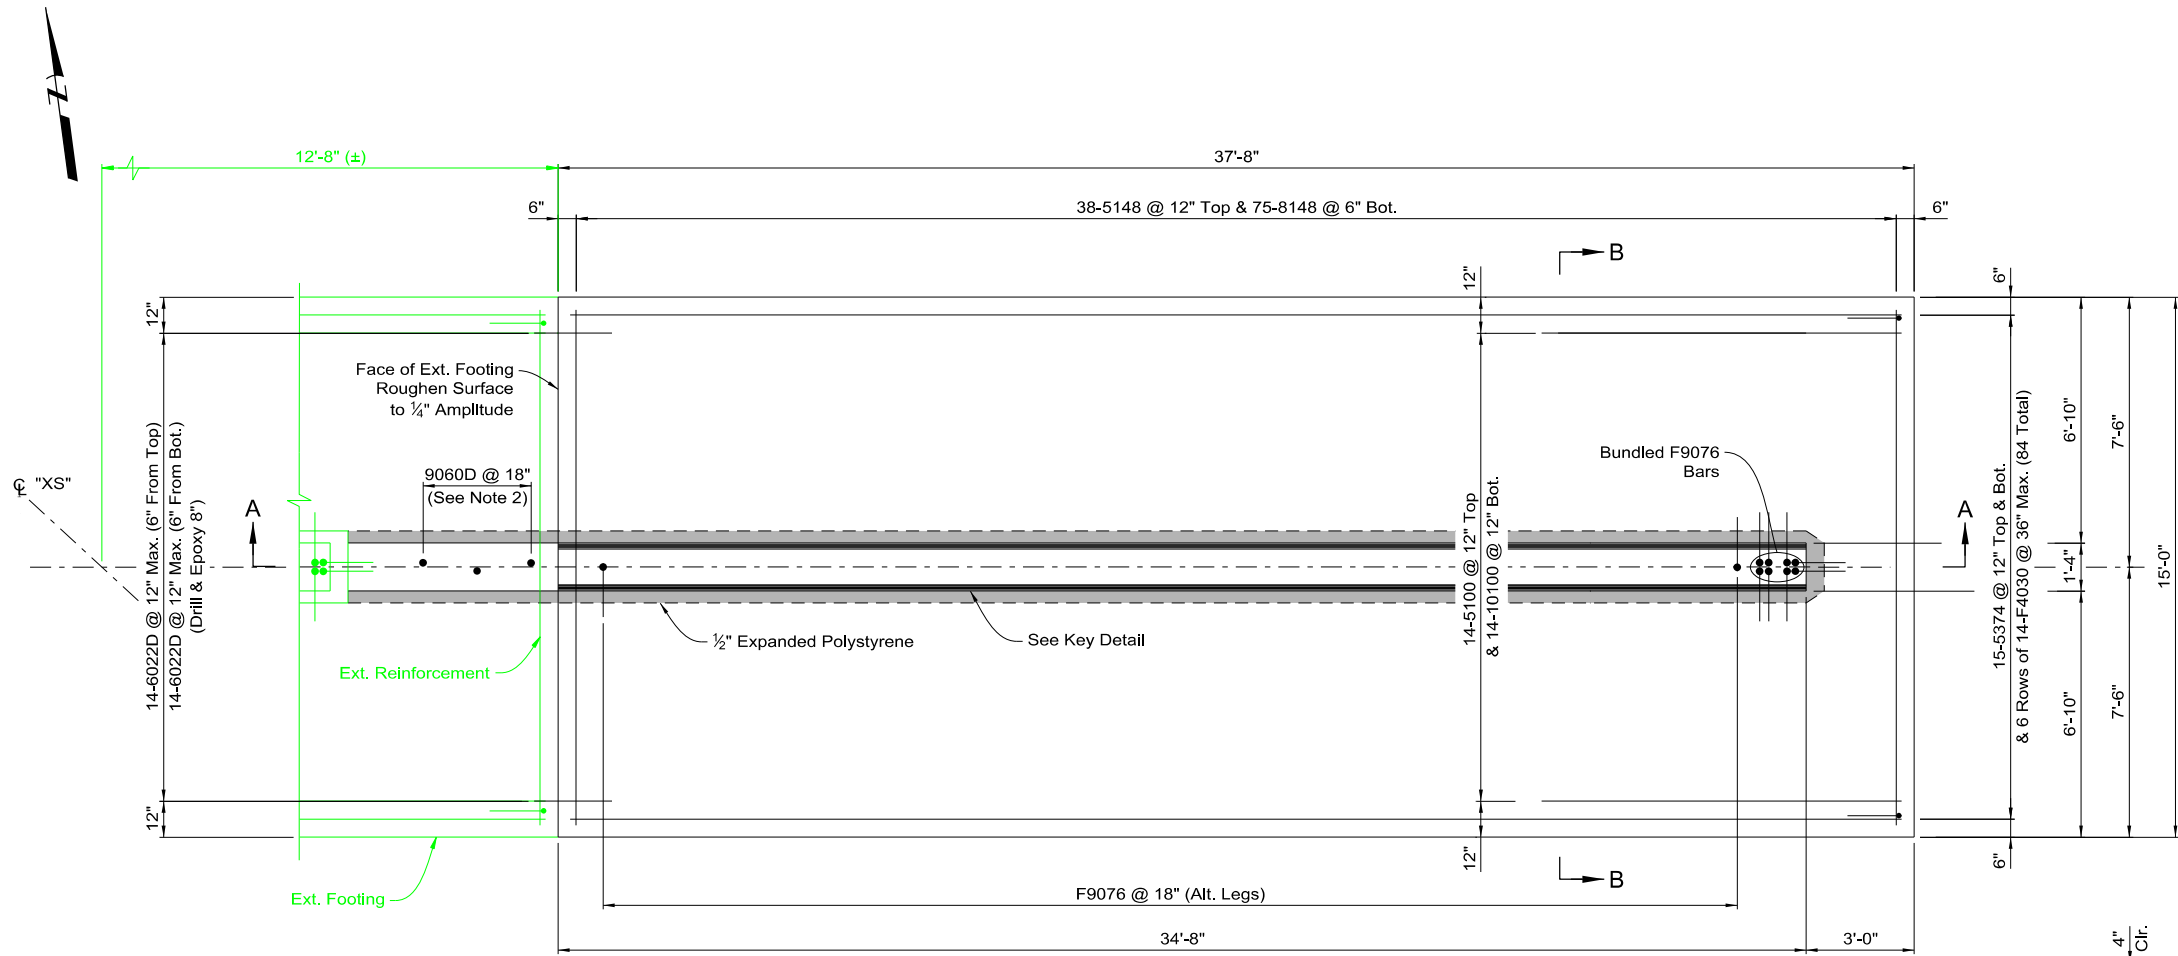 N
12'-8" (±)
37'-8"
6"
38-5148 @ 12" Top & 75-8148 @ 6" Bot.
6"
B
12"
12"
6"
Face of Ext. Footing
Roughen Surface
to ¼" Amplitude
14-6022D @ 12" Max. (6" From Top)
14-6022D @ 12" Max. (6" From Bot.)
(Drill & Epoxy 8")
9060D @ 18"
(See Note 2)
Bundled F9076
Bars
14-5100 @ 12" Top
& 14-10100 @ 12" Bot.
15-5374 @ 12" Top & Bot.
& 6 Rows of 14-F4030 @ 36" Max. (84 Total)
6'-10"
7'-6"
℄ "XS"
A
A
1'-4"
15'-0"
½" Expanded Polystyrene
See Key Detail
Ext. Reinforcement
6'-10"
7'-6"
12"
12"
6"
B
Ext. Footing
F9076 @ 18" (Alt. Legs)
34'-8"
3'-0"
4"
Clr.